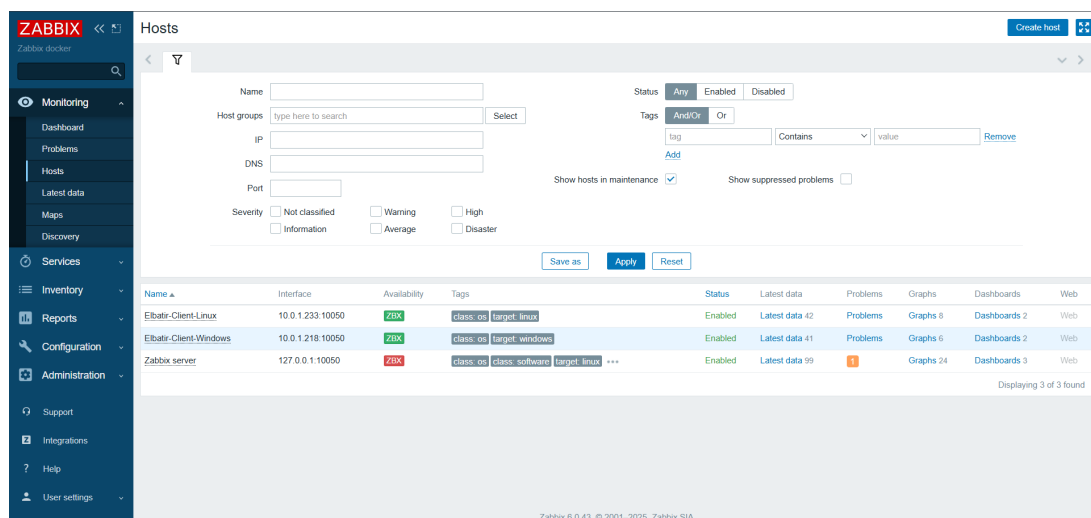 ZABBIX
Zabbix docker
Monitoring
Dashboard
Problems
Hosts
Latest data
Maps
Discovery
Services
Inventory
Reports
Configuration
Administration
Support
Integrations
Help
User settings
Hosts
Create host
Name
Host groups type here to search Select
IP
DNS
Port
Severity Not classified Warning High
Information Average Disaster
Status Any Enabled Disabled
Tags And/Or Or
tag Contains value Remove
Add
Show hosts in maintenance Show suppressed problems
Save as Apply Reset
Name Interface Availability Tags Status Latest data Problems Graphs Dashboards Web
Elbatir-Client-Linux 10.0.1.233:10050 ZBX class: os target: linux Enabled Latest data 42 Problems Graphs 8 Dashboards 2 Web
Elbatir-Client-Windows 10.0.1.218:10050 ZBX class: os target: windows Enabled Latest data 41 Problems Graphs 6 Dashboards 2 Web
Zabbix server 127.0.0.1:10050 ZBX class: os class: software target: linux ••• Enabled Latest data 99 1 Graphs 24 Dashboards 3 Web
Displaying 3 of 3 found
Zabbix 6.0.43. © 2001–2025, Zabbix SIA